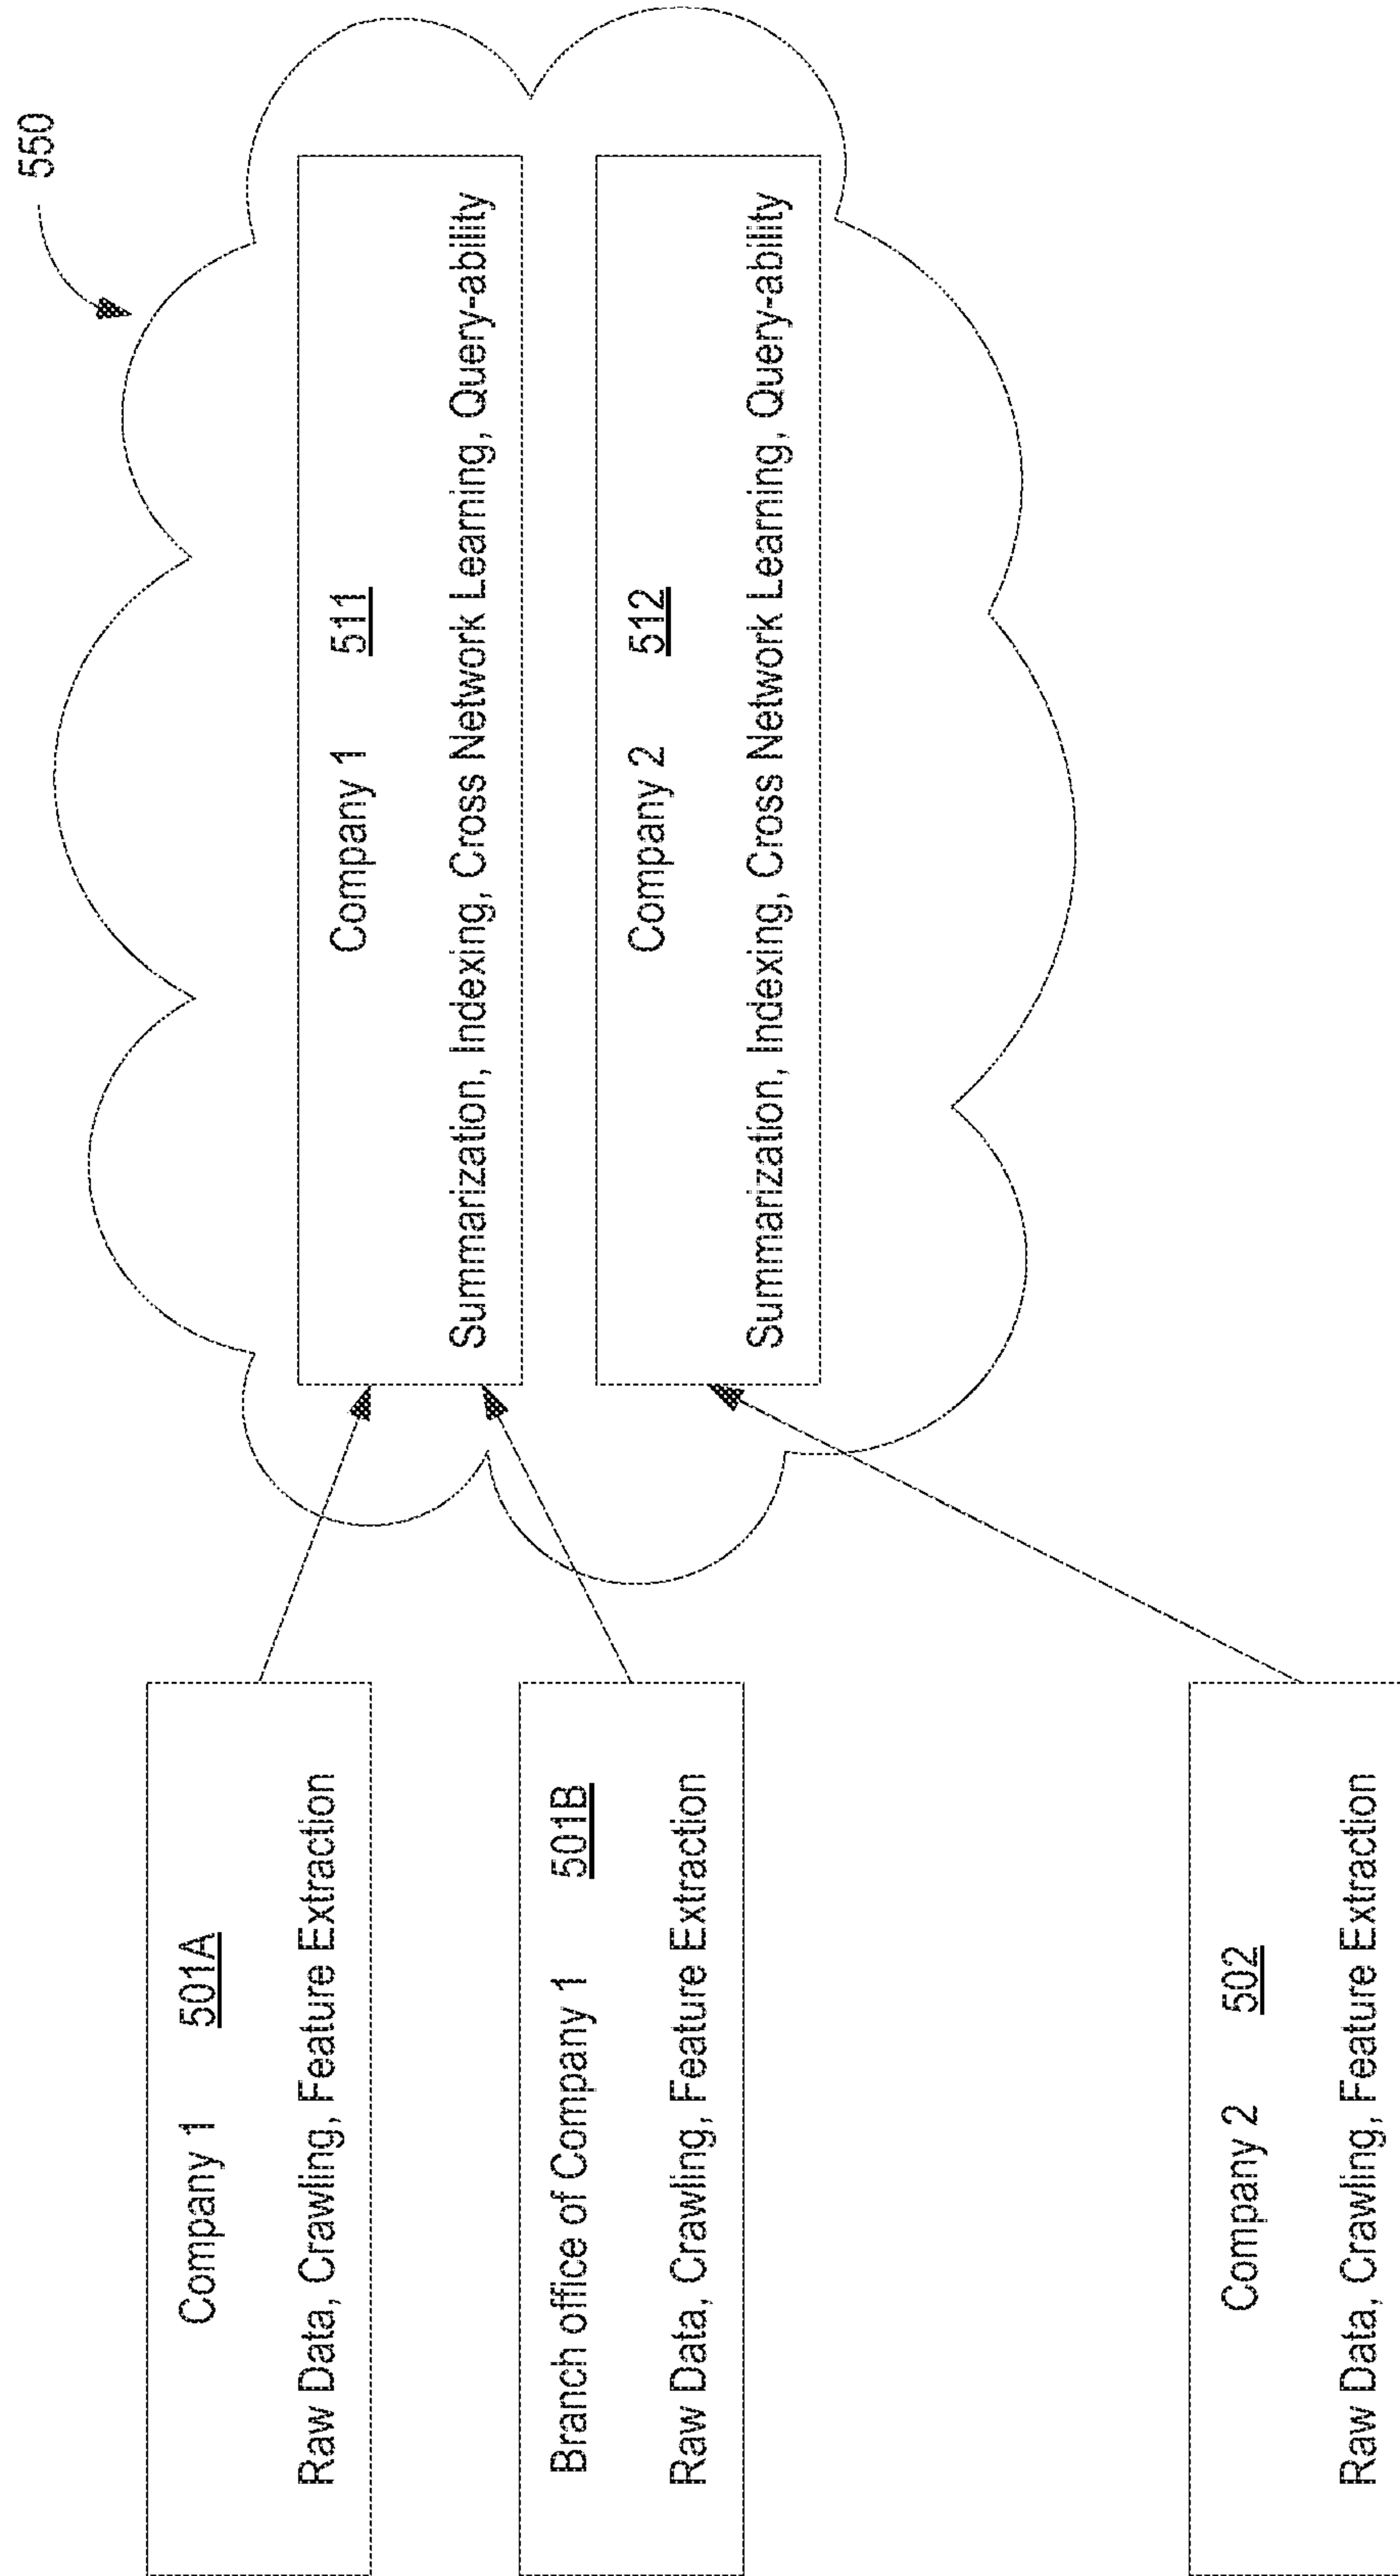 550
Company 1 511
Summarization, Indexing, Cross Network Learning, Query-ability
Company 2 512
Summarization, Indexing, Cross Network Learning, Query-ability
Company 1 501A
Raw Data, Crawling, Feature Extraction
Branch office of Company 1 501B
Raw Data, Crawling, Feature Extraction
Company 2 502
Raw Data, Crawling, Feature Extraction